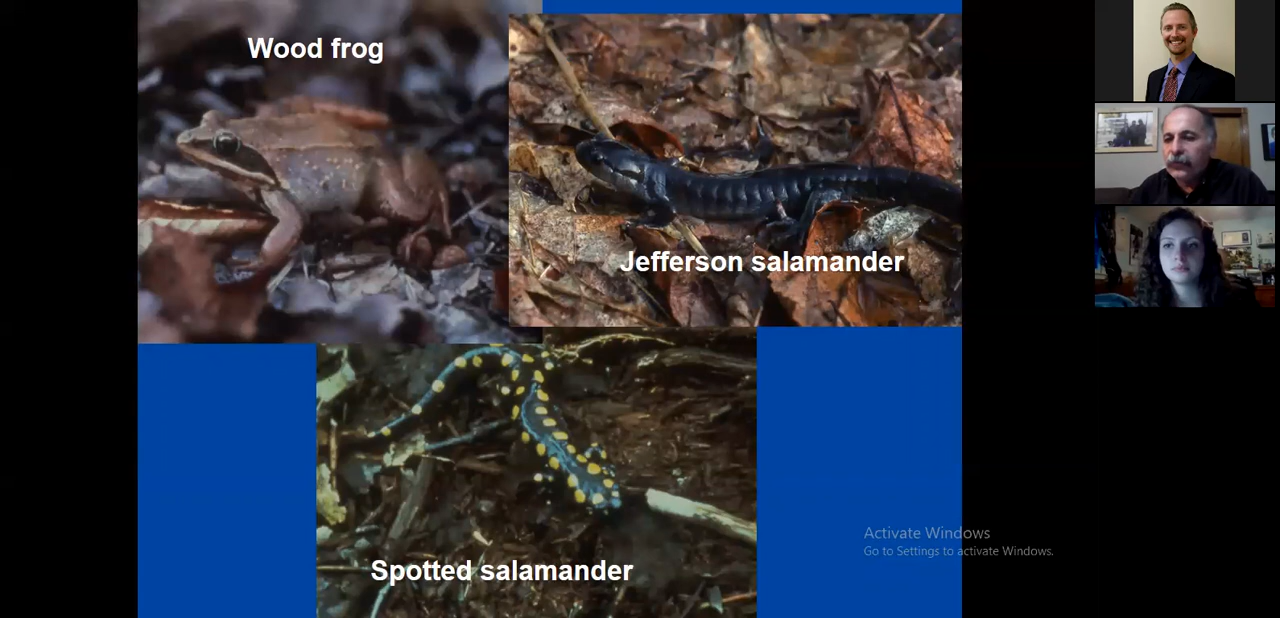 Wood frog
Jefferson salamander
Spotted salamander
Activate Windows
Go to Settings to activate Windows.